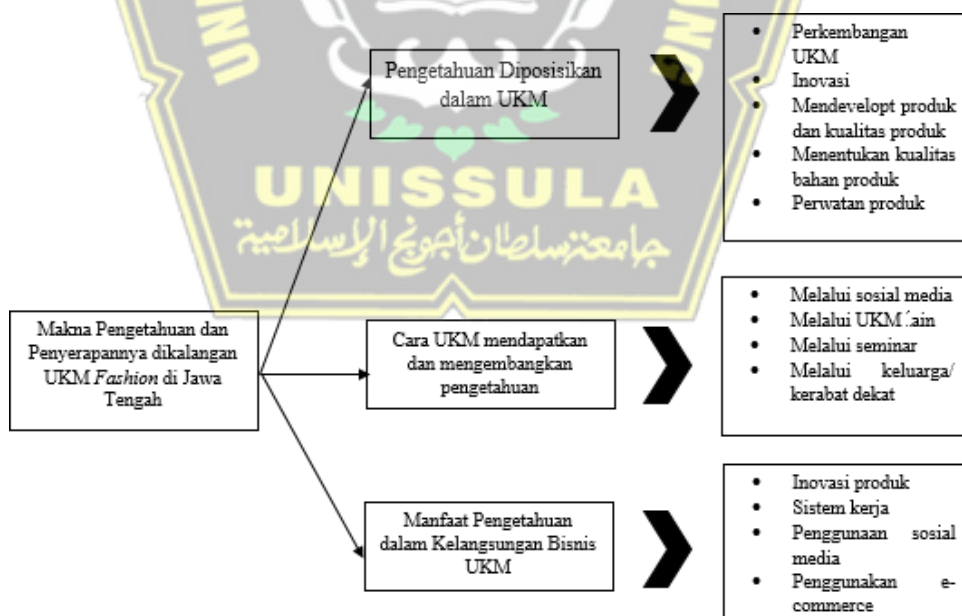 Pengetahuan Diposisikan
dalam UKM
• Perkembangan
UKM
• Inovasi
• Mendevelopt produk
dan kualitas produk
• Menentukan kualitas
bahan produk
• Perwatan produk
UNISSULA
جامعتسلطان أجونج الإسلامية
Makna Pengetahuan dan
Penyerapannya dikalangan
UKM Fashion di Jawa
Tengah
Cara UKM mendapatkan
dan mengembangkan
pengetahuan
• Melalui sosial media
• Melalui UKM
• Melalui seminar
• Melalui keluarga/
kerabat dekat
Manfaat Pengetahuan
dalam Kelangsungan Bisnis
UKM
• Inovasi produk
• Sistem kerja
• Penggunaan sosial
media
• Penggunakan e-
commerce